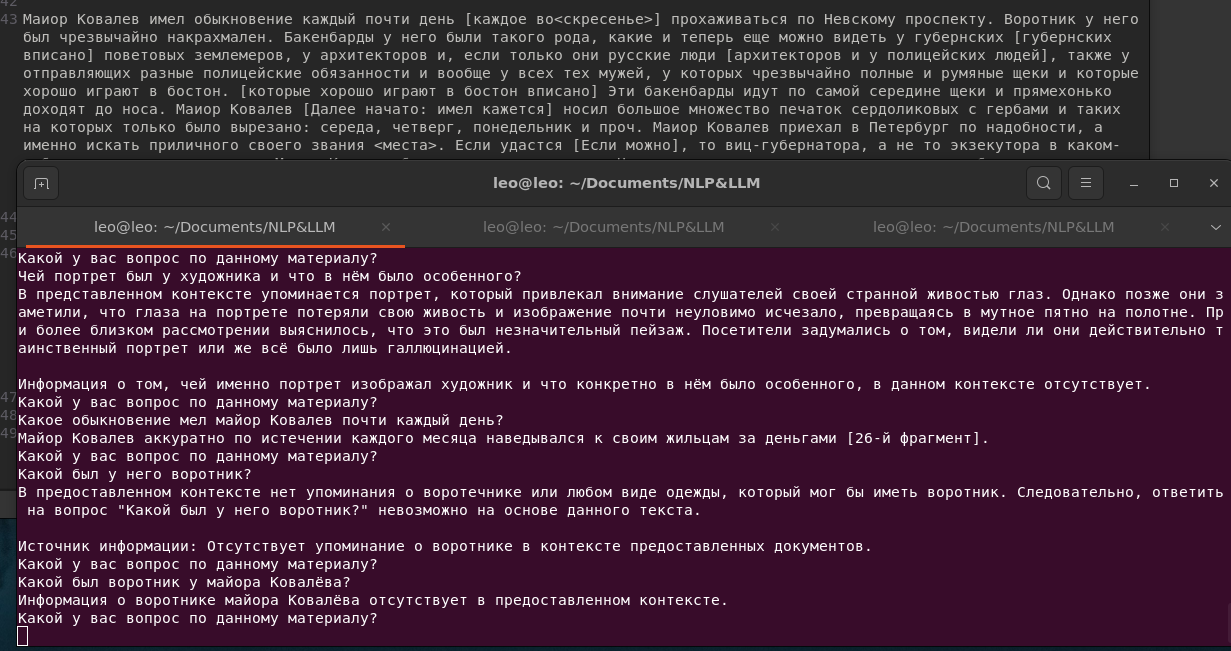 42
43 Маиор Ковалев имел обыкновение каждый почти день [каждое во<скресенье>] прохаживаться по Невскому проспекту. Воротник у него
был чрезвычайно накрахмален. Бакенбарды у него были такого рода, какие и теперь еще можно видеть у губернских [губернских
вписано] поветовых землемеров, у архитекторов и, если только они русские люди [архитекторов и у полицейских людей], также у
отправляющих разные полицейские обязанности и вообще у всех тех мужей, у которых чрезвычайно полные и румяные щеки и которые
хорошо играют в бостон. [которые хорошо играют в бостон вписано] Эти бакенбарды идут по самой середине щеки и прямехонько
доходят до носа. Маиор Ковалев [Далее начато: имел кажется] носил большое множество печаток сердоликовых с гербами и таких
на которых только было вырезано: середа, четверг, понедельник и проч. Маиор Ковалев приехал в Петербург по надобности, а
именно искать приличного своего звания <места>. Если удастся [Если можно], то виц-губернатора, а не то экзекутора в каком-
leo@leo: ~/Documents/NLP&LLM
leo@leo: ~/Documents/NLP&LLM × leo@leo: ~/Documents/NLP&LLM × leo@leo: ~/Documents/NLP&LLM ×
44
45
46
47
48
49
Какой у вас вопрос по данному материалу?
Чей портрет был у художника и что в нём было особенного?
В представленном контексте упоминается портрет, который привлекал внимание слушателей своей странной живостью глаз. Однако позже они з
аметили, что глаза на портрете потеряли свою живость и изображение почти неуловимо исчезало, превращаясь в мутное пятно на полотне. Пр
и более близком рассмотрении выяснилось, что это был незначительный пейзаж. Посетители задумались о том, видели ли они действительно т
аинственный портрет или же всё было лишь галлюцинацией.
Информация о том, чей именно портрет изображал художник и что конкретно в нём было особенного, в данном контексте отсутствует.
Какой у вас вопрос по данному материалу?
Какое обыкновение мел майор Ковалев почти каждый день?
Майор Ковалев аккуратно по истечении каждого месяца наведывался к своим жильцам за деньгами [26-й фрагмент].
Какой у вас вопрос по данному материалу?
Какой был у него воротник?
В предоставленном контексте нет упоминания о воротечнике или любом виде одежды, который мог бы иметь воротник. Следовательно, ответить
на вопрос "Какой был у него воротник?" невозможно на основе данного текста.
Источник информации: Отсутствует упоминание о воротнике в контексте предоставленных документов.
Какой у вас вопрос по данному материалу?
Какой был воротник у майора Ковалёва?
Информация о воротнике майора Ковалёва отсутствует в предоставленном контексте.
Какой у вас вопрос по данному материалу?